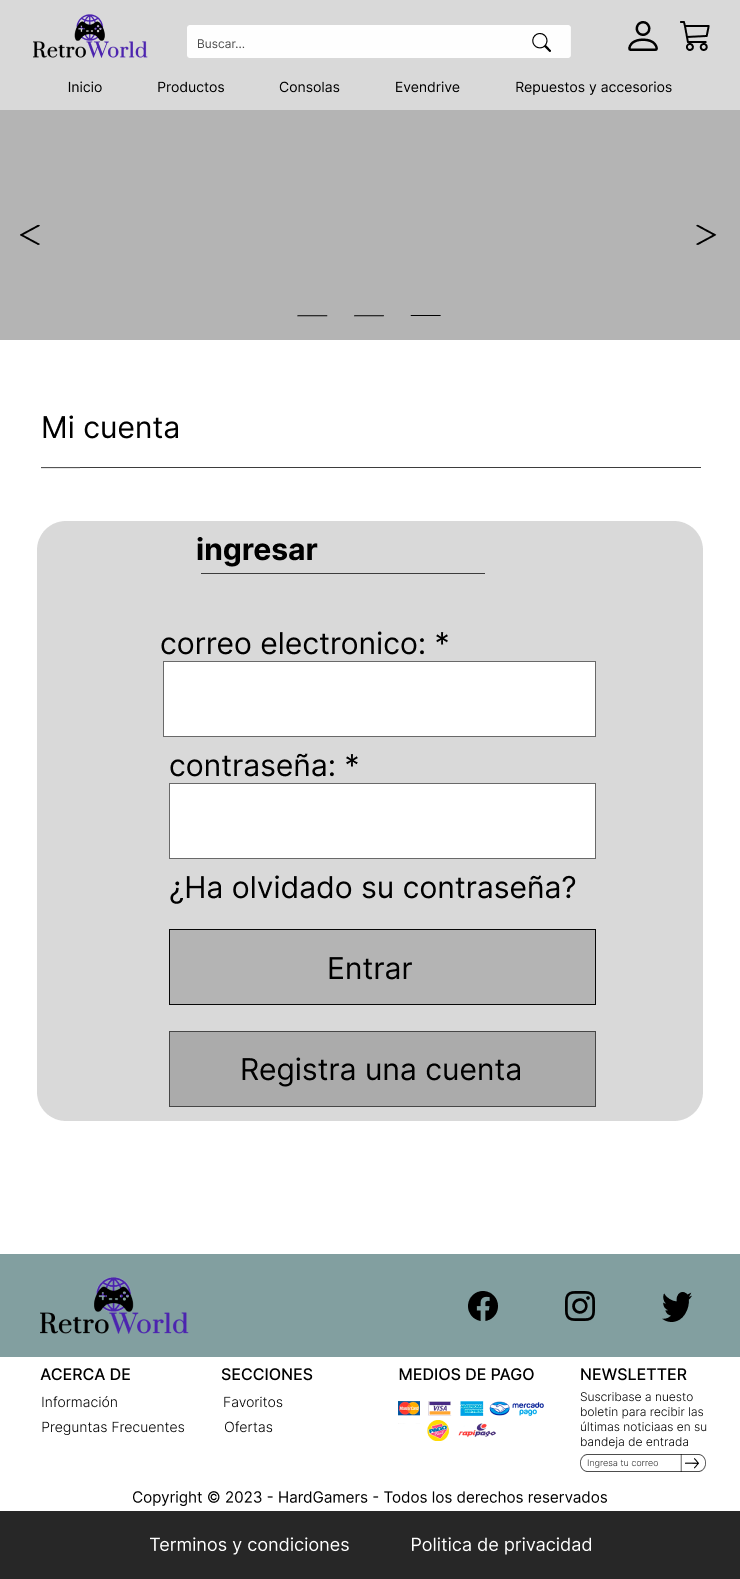 RetroWorld
Buscar...
Inicio Productos Consolas Evendrive Repuestos y accesorios
< >
Mi cuenta
ingresar
correo electronico: *
contraseña: *
¿Ha olvidado su contraseña?
Entrar
Registra una cuenta
RetroWorld
ACERCA DE
Información
Preguntas Frecuentes
SECCIONES
Favoritos
Ofertas
MEDIOS DE PAGO
MasterCard VISA AMERICAN EXPRESS mercado pago
pago fácil rapipago
NEWSLETTER
Suscribase a nuesto
boletin para recibir las
últimas noticiaas en su
bandeja de entrada
Ingresa tu correo
Copyright © 2023 - HardGamers - Todos los derechos reservados
Terminos y condiciones Politica de privacidad